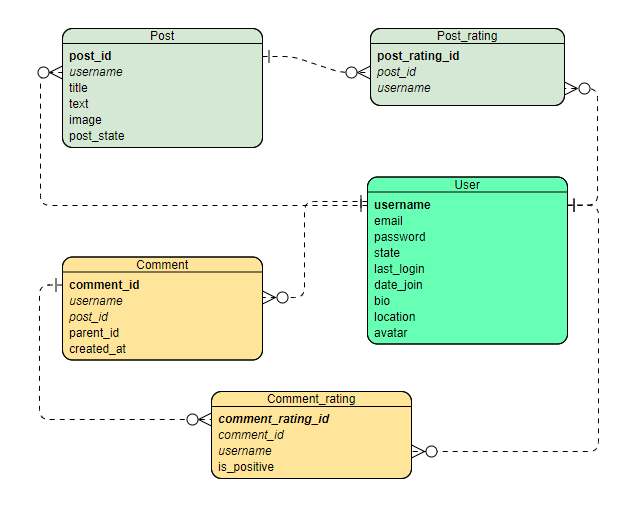 Post
post_id
username
title
text
image
post_state
Post_rating
post_rating_id
post_id
username
User
username
email
password
state
last_login
date_join
bio
location
avatar
Comment
comment_id
username
post_id
parent_id
created_at
Comment_rating
comment_rating_id
comment_id
username
is_positive